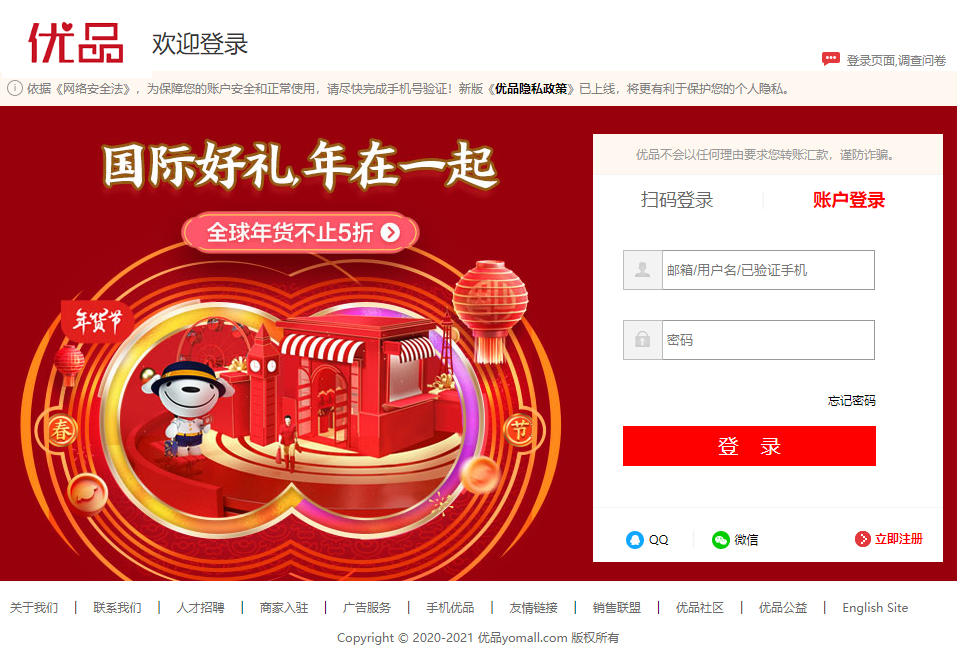 优品 欢迎登录
登录页面,调查问卷
依据《网络安全法》，为保障您的账户安全和正常使用，请尽快完成手机号验证！新版《优品隐私政策》已上线，将更有利于保护您的个人隐私。
国际好礼,年在一起
全球年货不止5折
年货节
春
节
优品不会以任何理由要求您转账汇款，谨防诈骗。
扫码登录 账户登录
邮箱/用户名/已验证手机
密码
忘记密码
登 录
QQ 微信 立即注册
关于我们 | 联系我们 | 人才招聘 | 商家入驻 | 广告服务 | 手机优品 | 友情链接 | 销售联盟 | 优品社区 | 优品公益 | English Site
Copyright © 2020-2021 优品yomall.com 版权所有